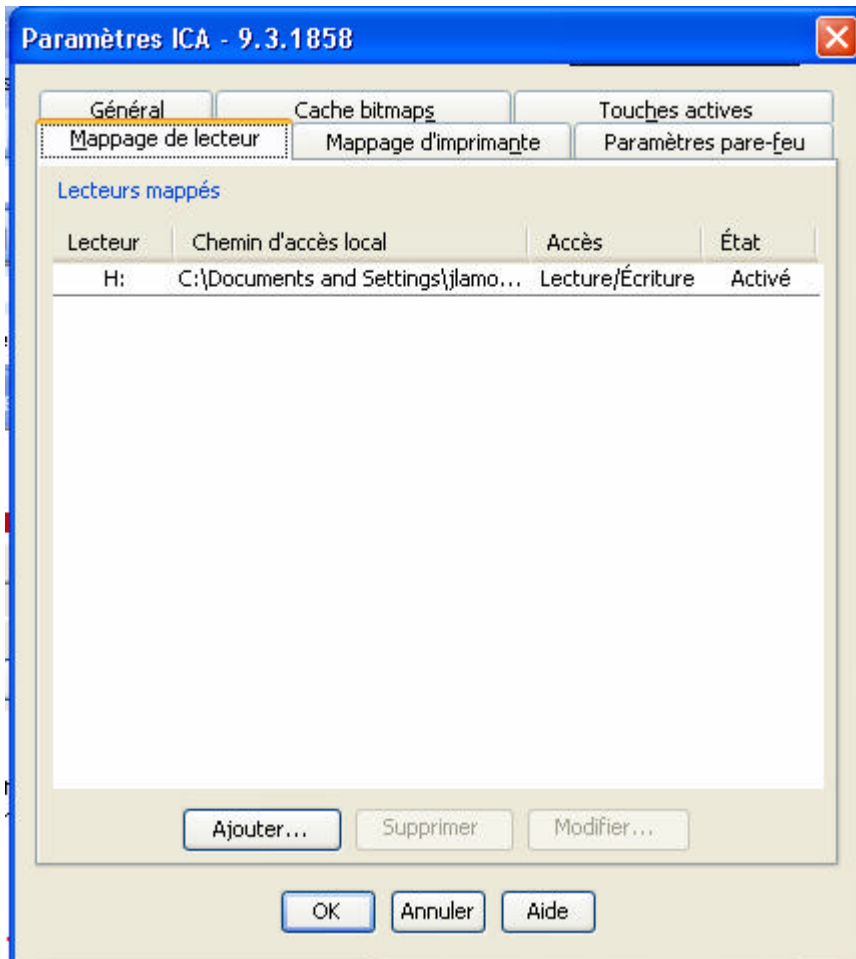 Paramètres ICA - 9.3.1858
Général Cache bitmaps Touches actives
Mappage de lecteur Mappage d'imprimante Paramètres pare-feu
Lecteurs mappés
Lecteur Chemin d'accès local Accès État
H: C:\Documents and Settings\jlamo... Lecture/Écriture Activé
Ajouter... Supprimer Modifier...
OK Annuler Aide